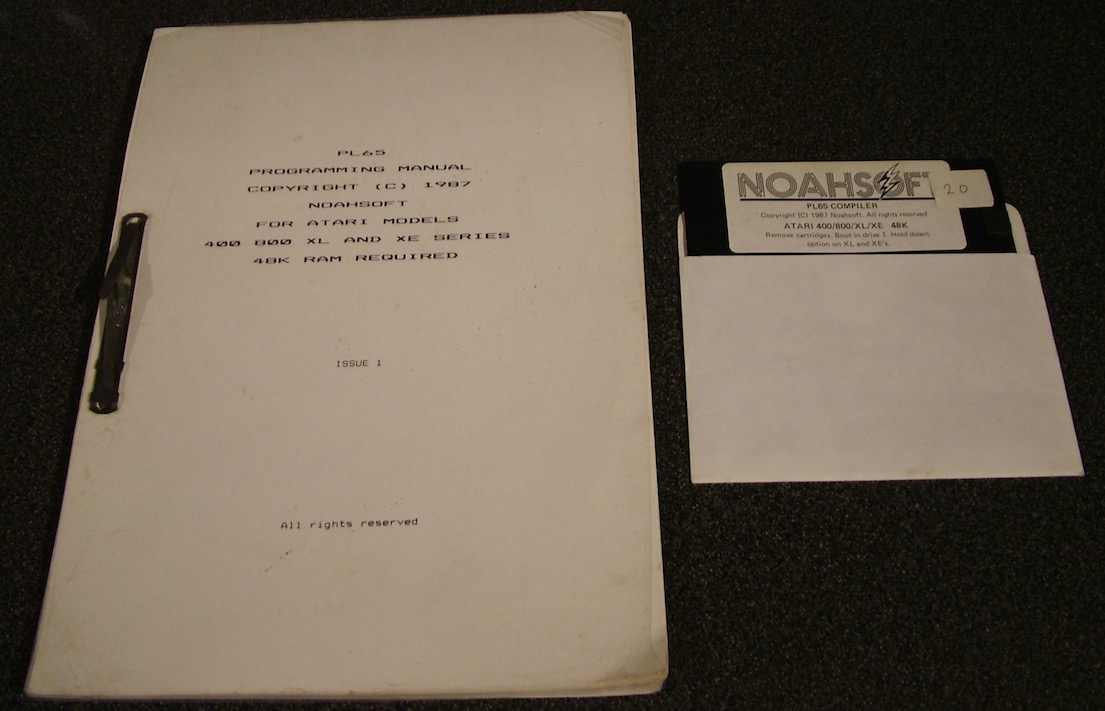 PL65
PROGRAMMING MANUAL
COPYRIGHT (C) 1987
NOAHSOFT
FOR ATARI MODELS
400 800 XL AND XE SERIES
48K RAM REQUIRED
ISSUE 1
All rights reserved
NOAHSOFT
20
PL65 COMPILER
Copyright (C) 1987 Noahsoft. All rights reserved
ATARI 400/800/XL/XE 48K
Remove cartridges. Boot in drive 1. Hold down
option on XL and XE's.